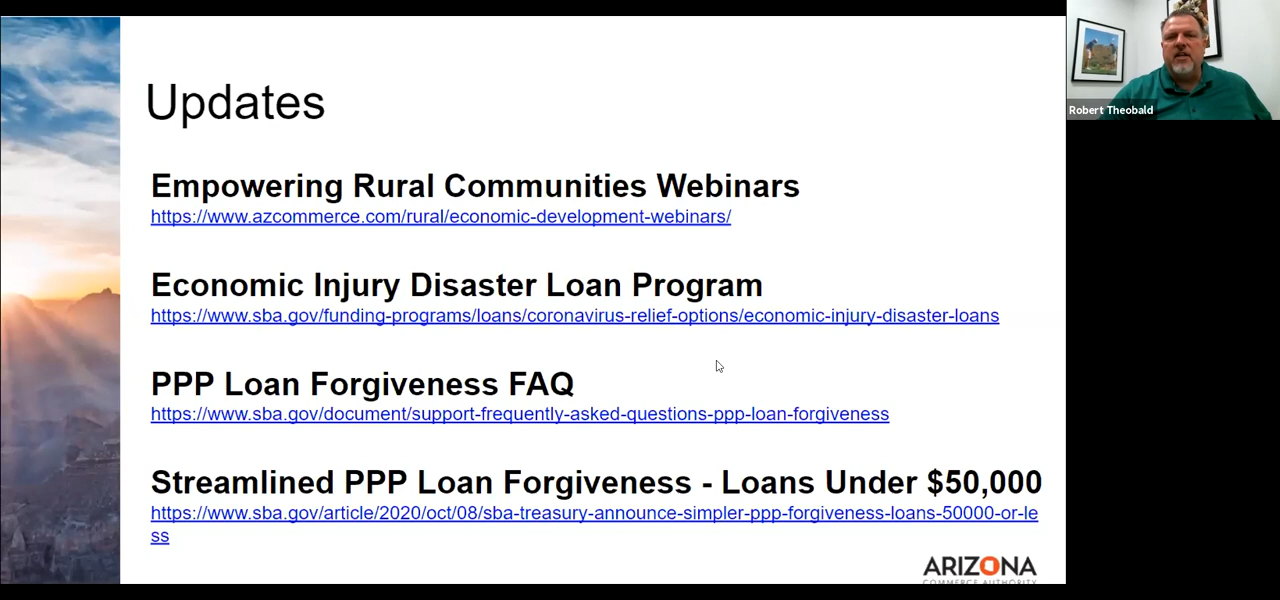 Updates
Empowering Rural Communities Webinars
https://www.azcommerce.com/rural/economic-development-webinars/
Economic Injury Disaster Loan Program
https://www.sba.gov/funding-programs/loans/coronavirus-relief-options/economic-injury-disaster-loans
PPP Loan Forgiveness FAQ
https://www.sba.gov/document/support-frequently-asked-questions-ppp-loan-forgiveness
Streamlined PPP Loan Forgiveness - Loans Under $50,000
https://www.sba.gov/article/2020/oct/08/sba-treasury-announce-simpler-ppp-forgiveness-loans-50000-or-le
ss
ARIZONA
COMMERCE AUTHORITY
Robert Theobald